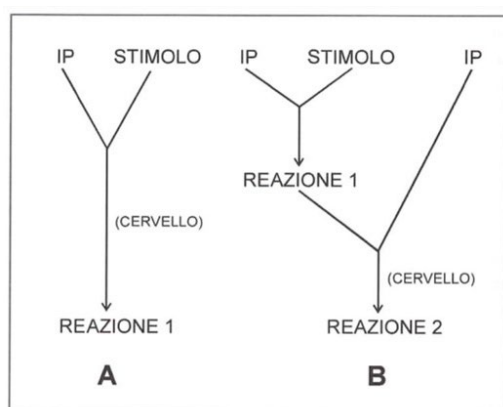 IP STIMOLO
(CERVELLO)
REAZIONE 1
A
IP STIMOLO IP
REAZIONE 1
(CERVELLO)
REAZIONE 2
B